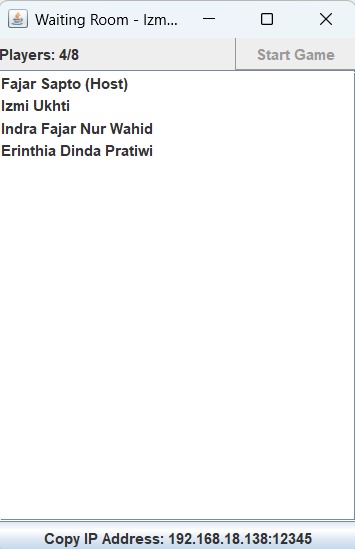 Waiting Room - Izm...
Players: 4/8
Start Game
Fajar Sapto (Host)
Izmi Ukhti
Indra Fajar Nur Wahid
Erinthia Dinda Pratiwi
Copy IP Address: 192.168.18.138:12345